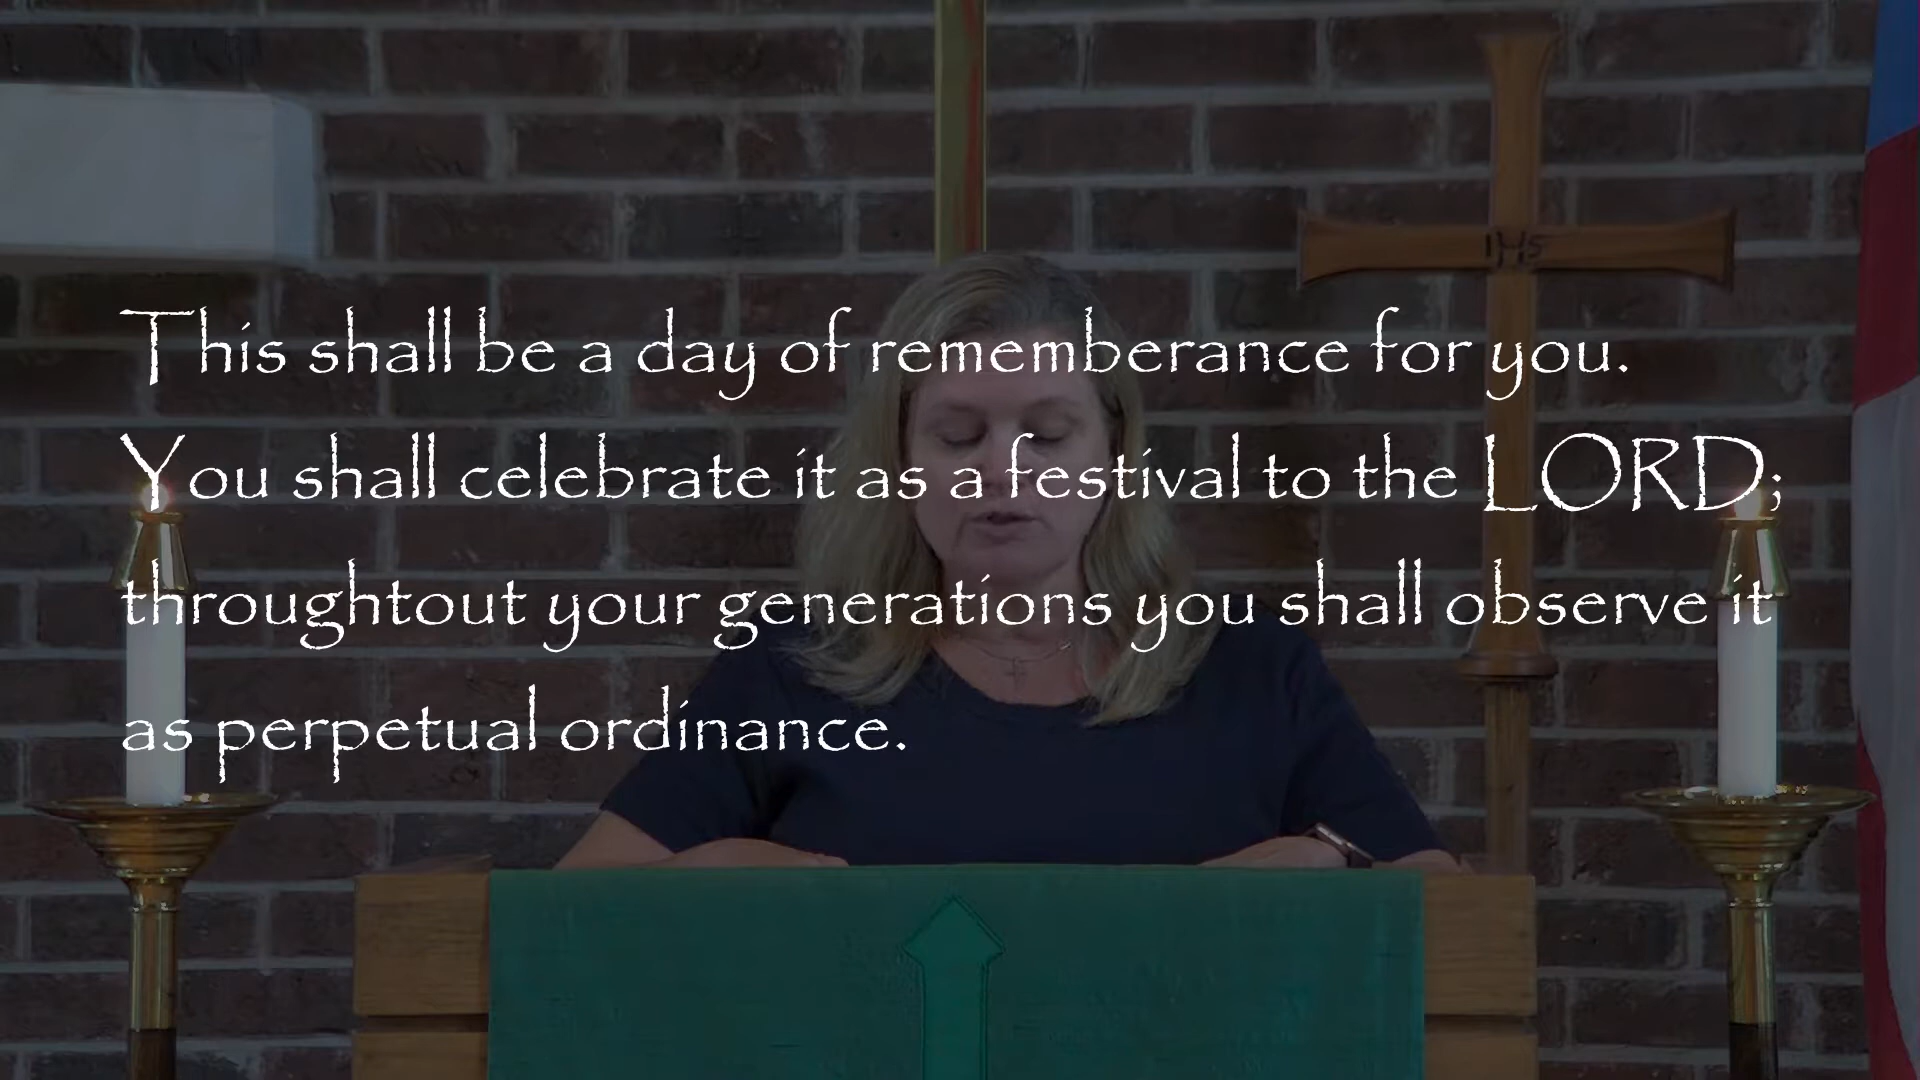 IHS
This shall be a day of rememberance for you.
You shall celebrate it as a festival to the LORD;
throughtout your generations you shall observe it
as perpetual ordinance.